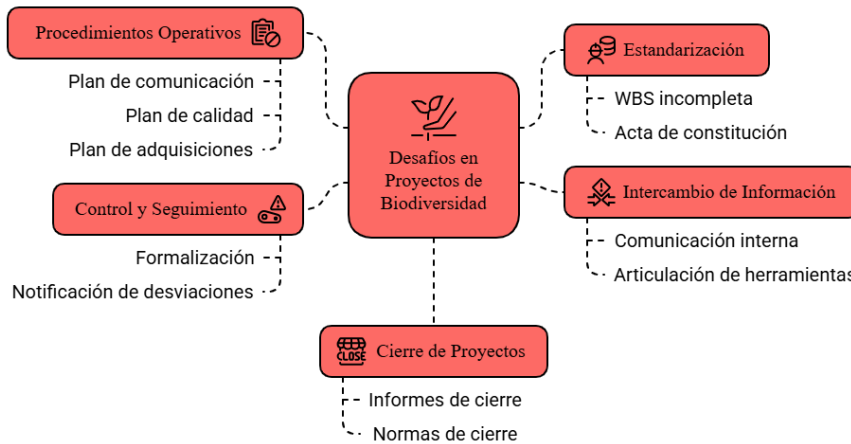 Procedimientos Operativos
Plan de comunicación
Plan de calidad
Plan de adquisiciones
Control y Seguimiento
Formalización
Notificación de desviaciones
Desafíos en
Proyectos de
Biodiversidad
Estandarización
WBS incompleta
Acta de constitución
Intercambio de Información
Comunicación interna
Articulación de herramientas
CLOSE
Cierre de Proyectos
Informes de cierre
Normas de cierre